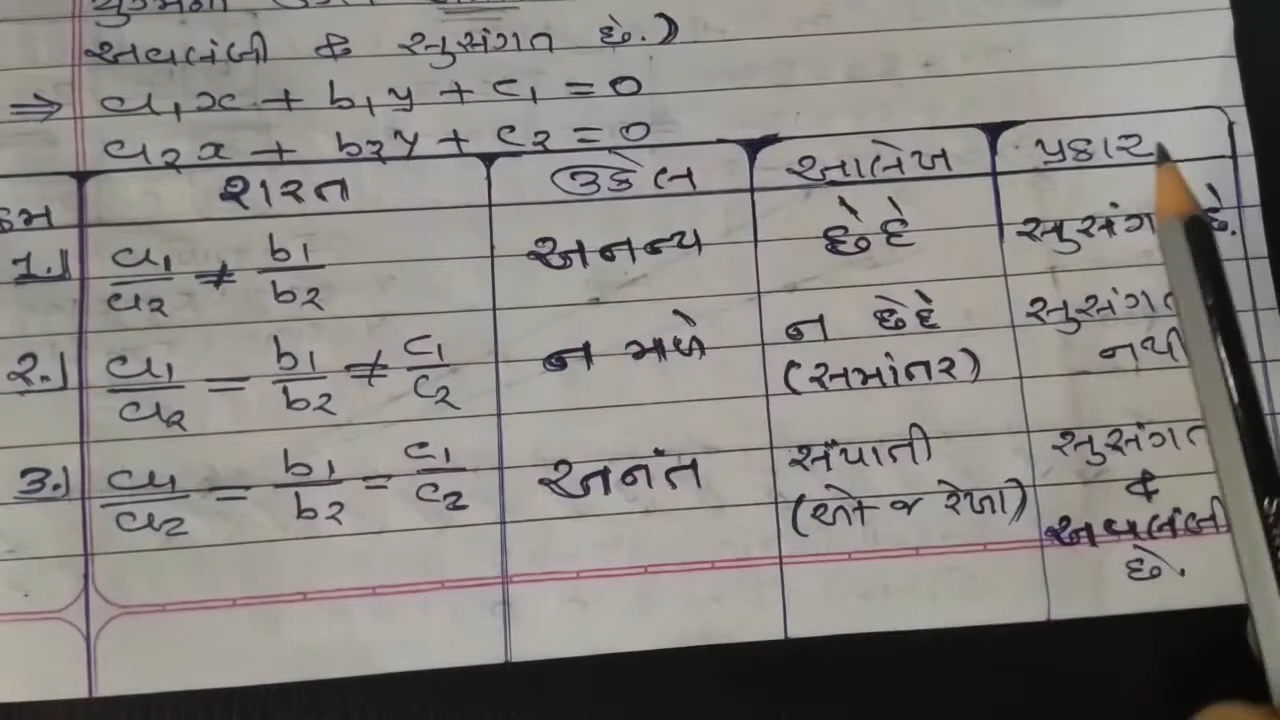 અવલંબી & સુસંગત છે.)
⇒ a₁x + b₁y + c₁ = 0
a₂x + b₂y + c₂ = 0
ક્રમ શરત ઉકેલ આલેખ પ્રકાર
1.) a₁/a₂ ≠ b₁/b₂ અનન્ય છેદે સુસંગ છે.
2.) a₁/a₂ = b₁/b₂ ≠ c₁/c₂ ન મળે ન છેદે (સમાંતર) સુસંગત નથી
3.) a₁/a₂ = b₁/b₂ = c₁/c₂ અનંત સંપાતી (એક જ રેખા) સુસંગત & અવલંબી છે.